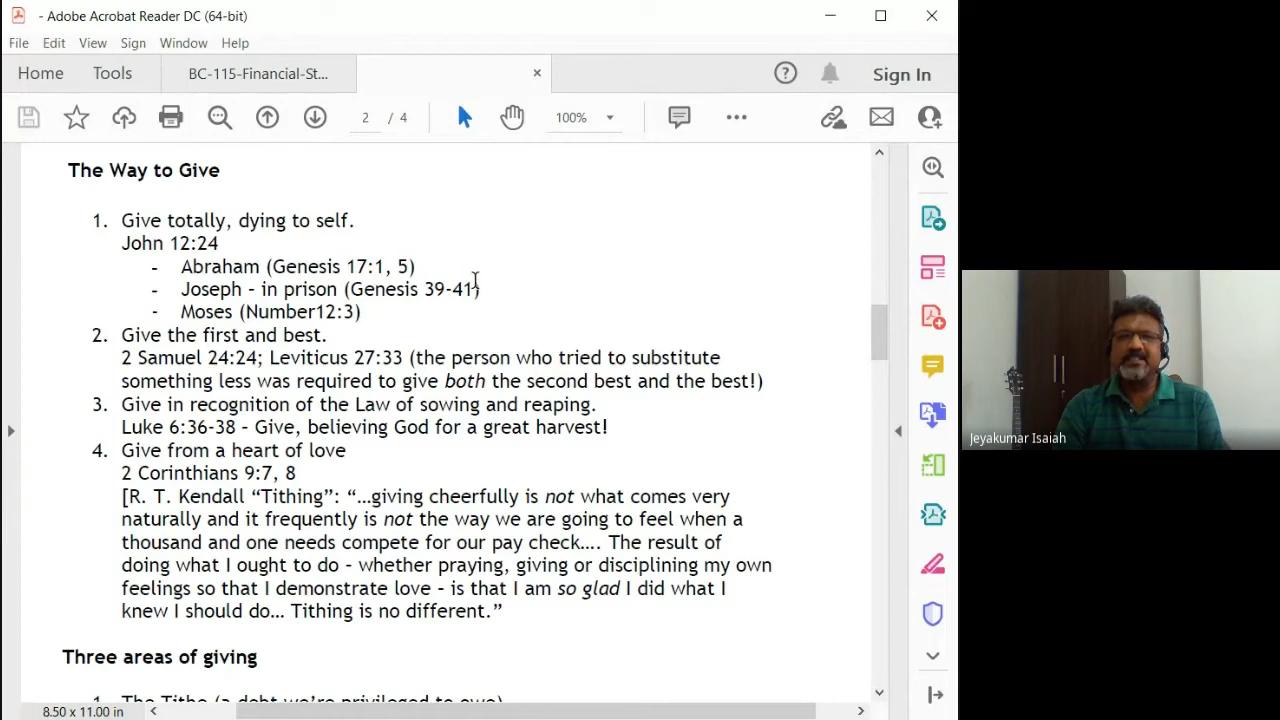 - Adobe Acrobat Reader DC (64-bit)
File Edit View Sign Window Help
Home Tools BC-115-Financial-St... × Sign In
2 / 4 100%
The Way to Give
1. Give totally, dying to self.
John 12:24
- Abraham (Genesis 17:1, 5)
- Joseph – in prison (Genesis 39-41)
- Moses (Number12:3)
2. Give the first and best.
2 Samuel 24:24; Leviticus 27:33 (the person who tried to substitute
something less was required to give both the second best and the best!)
3. Give in recognition of the Law of sowing and reaping.
Luke 6:36-38 – Give, believing God for a great harvest!
4. Give from a heart of love
2 Corinthians 9:7, 8
[R. T. Kendall “Tithing”: “…giving cheerfully is not what comes very
naturally and it frequently is not the way we are going to feel when a
thousand and one needs compete for our pay check…. The result of
doing what I ought to do – whether praying, giving or disciplining my own
feelings so that I demonstrate love – is that I am so glad I did what I
knew I should do… Tithing is no different.”
Three areas of giving
1. The Tithe (a debt we’re privileged to owe)
8.50 x 11.00 in
Jeyakumar Isaiah